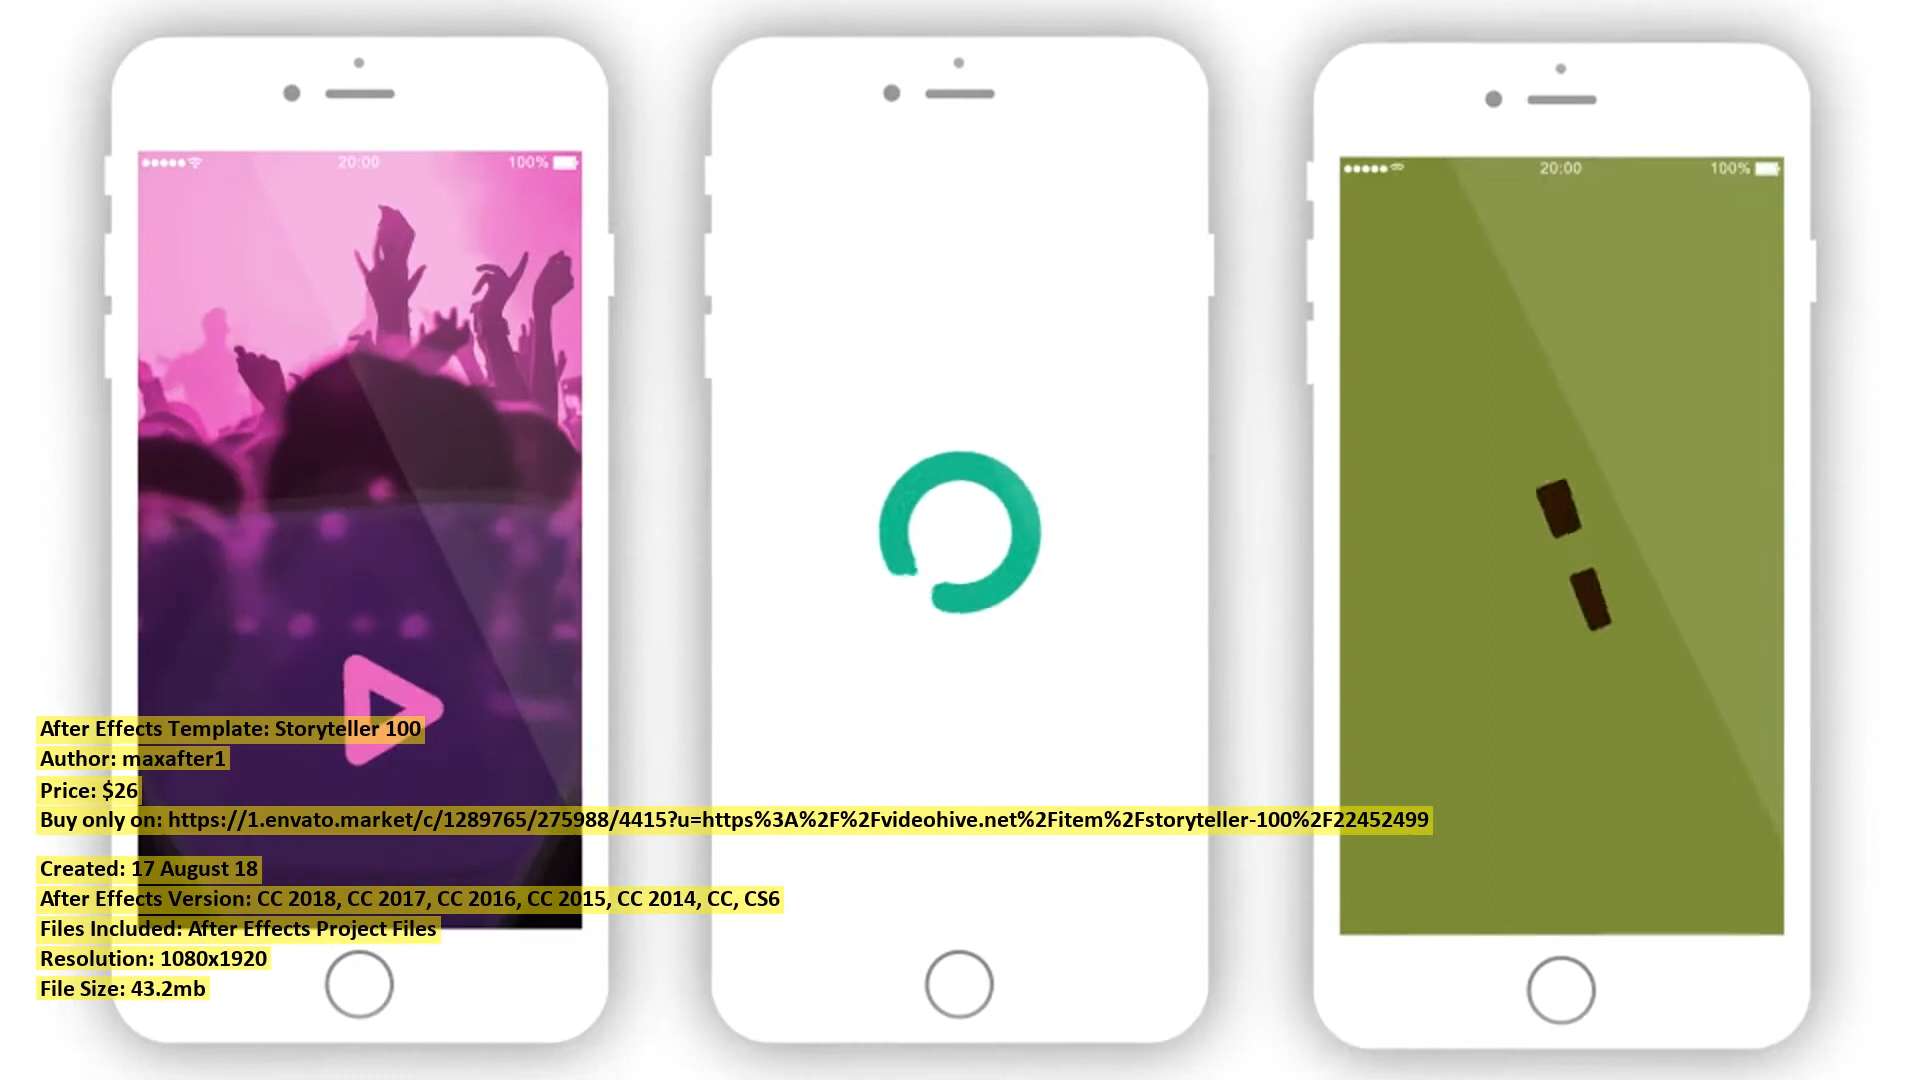 20:00 100%
20:00 100%
After Effects Template: Storyteller 100
Author: maxafter1
Price: $26
Buy only on: https://1.envato.market/c/1289765/275988/4415?u=https%3A%2F%2Fvideohive.net%2Fitem%2Fstoryteller-100%2F22452499
Created: 17 August 18
After Effects Version: CC 2018, CC 2017, CC 2016, CC 2015, CC 2014, CC, CS6
Files Included: After Effects Project Files
Resolution: 1080x1920
File Size: 43.2mb